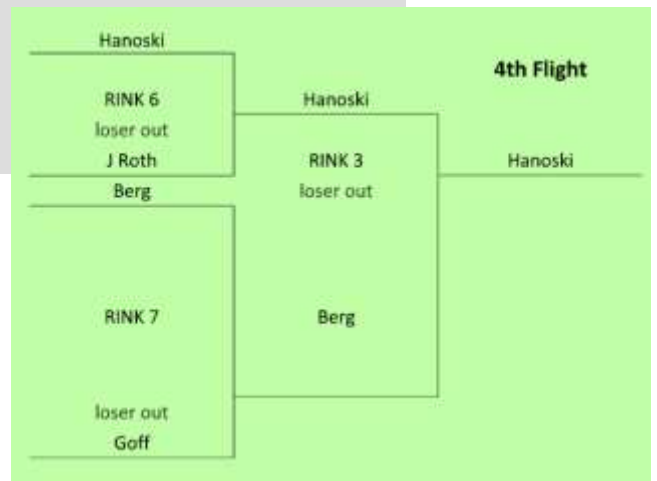 Hanoski
4th Flight
RINK 6
Hanoski
loser out
J Roth
RINK 3
Hanoski
Berg
loser out
RINK 7
Berg
loser out
Goff